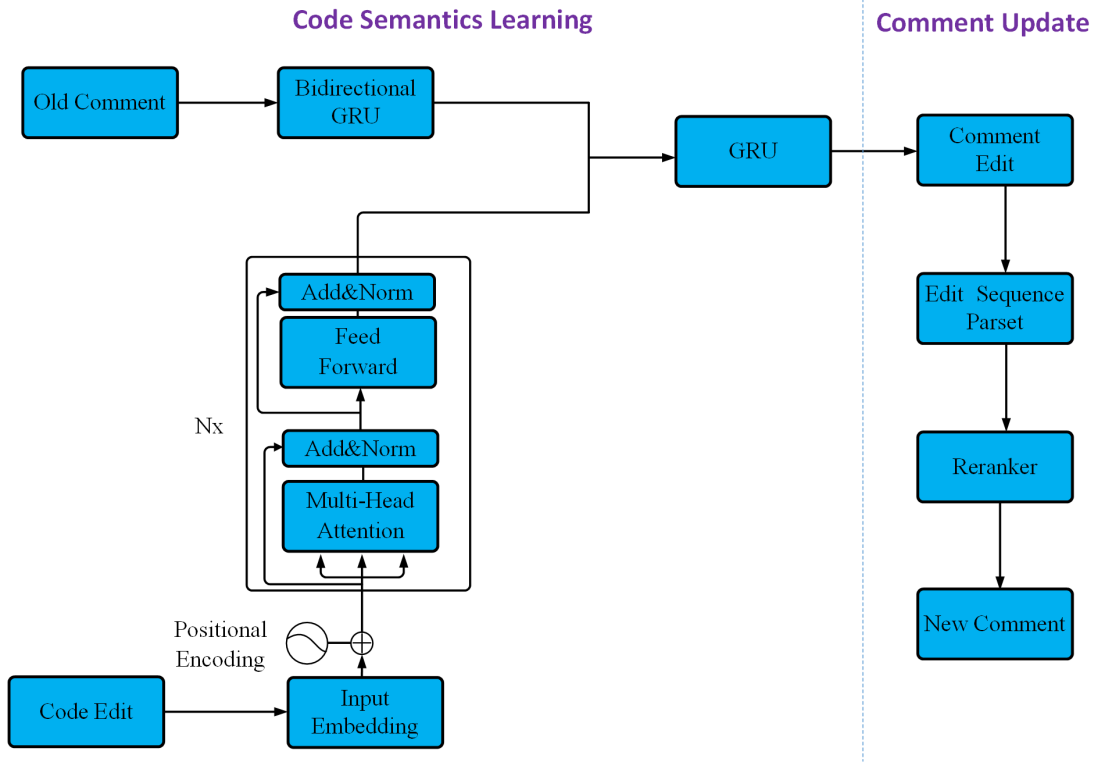 Code Semantics Learning
Comment Update
Old Comment
Bidirectional
GRU
GRU
Comment
Edit
Add&Norm
Feed
Forward
Nx
Add&Norm
Multi-Head
Attention
Positional
Encoding
Code Edit
Input
Embedding
Edit Sequence
Parset
Reranker
New Comment